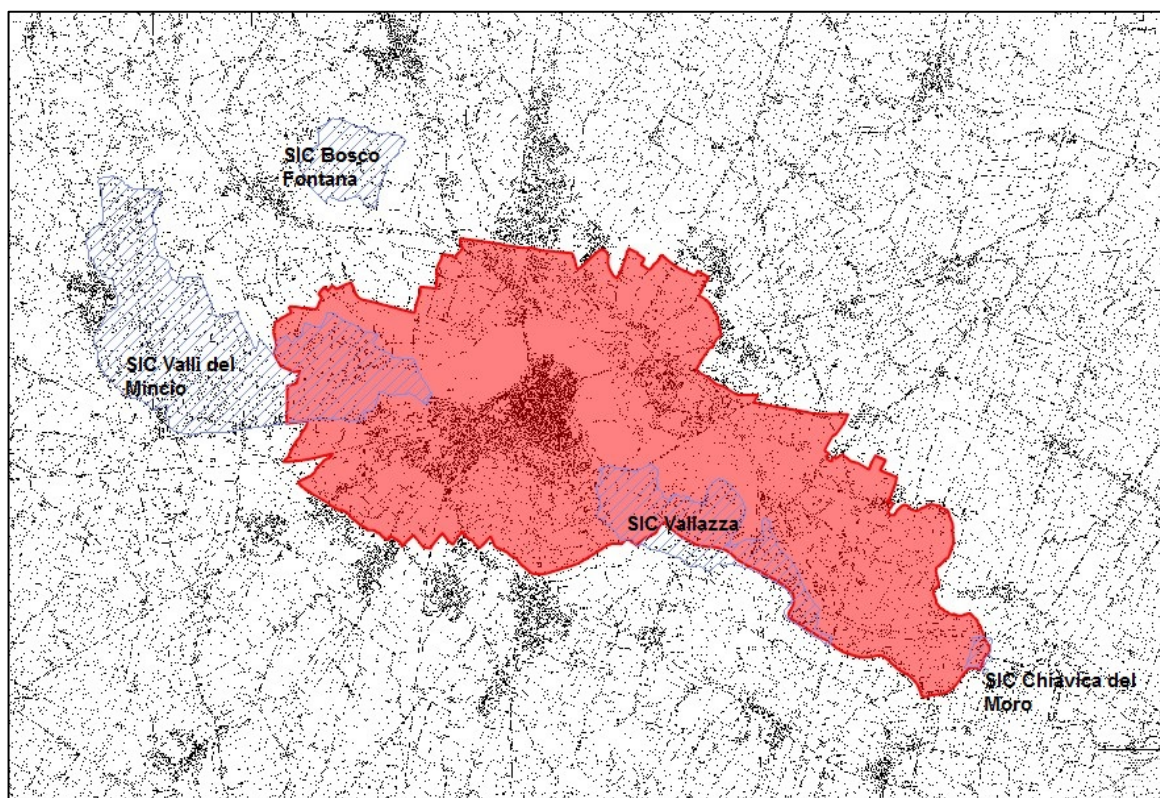 SIC Bosco
Fontana
SIC Valli del
Mincio
SIC Vallazza
SIC Chiavica del
Moro